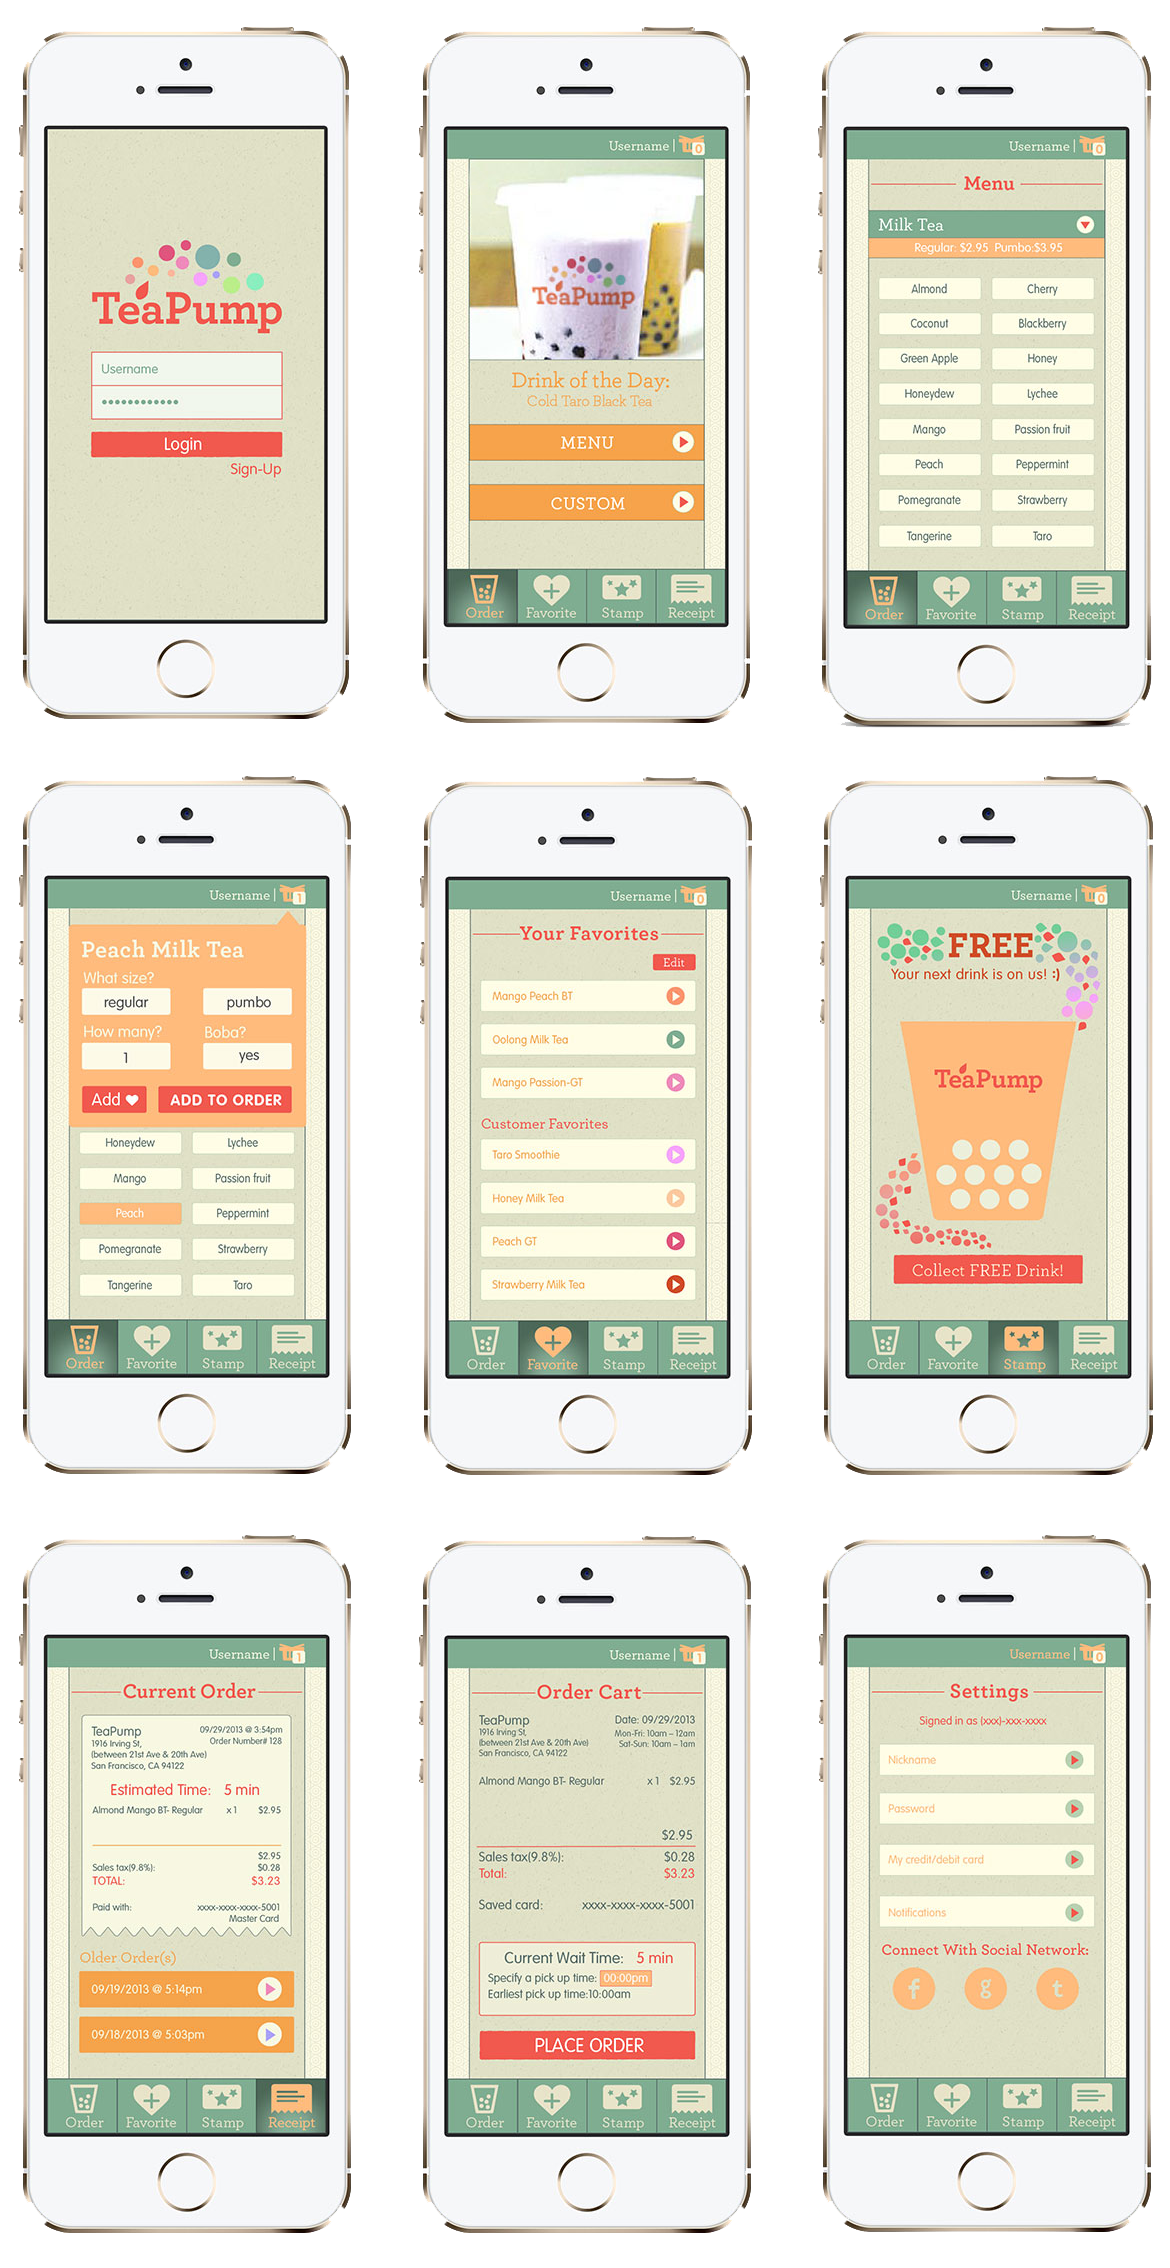 TeaPump
Username
Login
Sign-Up
Username | 0
TeaPump
Drink of the Day:
Cold Taro Black Tea
MENU
CUSTOM
Order Favorite Stamp Receipt
Username | 0
Menu
Milk Tea
Regular: $2.95 Pumbo:$3.95
Almond Cherry
Coconut Blackberry
Green Apple Honey
Honeydew Lychee
Mango Passion fruit
Peach Peppermint
Pomegranate Strawberry
Tangerine Taro
Order Favorite Stamp Receipt
Username | 1
Peach Milk Tea
What size?
regular pumbo
How many? Boba?
1 yes
Add ADD TO ORDER
Honeydew Lychee
Mango Passion fruit
Peach Peppermint
Pomegranate Strawberry
Tangerine Taro
Order Favorite Stamp Receipt
Username | 0
Your Favorites
Edit
Mango Peach BT
Oolong Milk Tea
Mango Passion-GT
Customer Favorites
Taro Smoothie
Honey Milk Tea
Peach GT
Strawberry Milk Tea
Order Favorite Stamp Receipt
Username | 0
FREE
Your next drink is on us! :)
TeaPump
Collect FREE Drink!
Order Favorite Stamp Receipt
Username | 1
Current Order
TeaPump 09/29/2013 @ 3:54pm
1916 Irving St, Order Number# 128
(between 21st Ave & 20th Ave)
San Francisco, CA 94122
Estimated Time: 5 min
Almond Mango BT- Regular x 1 $2.95
$2.95
Sales tax(9.8%): $0.28
TOTAL: $3.23
Paid with: xxxx-xxxx-xxxx-5001
Master Card
Older Order(s)
09/19/2013 @ 5:14pm
09/18/2013 @ 5:03pm
Order Favorite Stamp Receipt
Username | 1
Order Cart
TeaPump Date: 09/29/2013
1916 Irving St, Mon-Fri: 10am ~ 12am
(between 21st Ave & 20th Ave) Sat-Sun: 10am ~ 1am
San Francisco, CA 94122
Almond Mango BT- Regular x 1 $2.95
$2.95
Sales tax(9.8%): $0.28
Total: $3.23
Saved card: xxxx-xxxx-xxxx-5001
Current Wait Time: 5 min
Specify a pick up time: 00:00pm
Earliest pick up time:10:00am
PLACE ORDER
Order Favorite Stamp Receipt
Username | 0
Settings
Signed in as (xxx)-xxx-xxxx
Nickname
Password
My credit/debit card
Notifications
Connect With Social Network:
f g t
Order Favorite Stamp Receipt